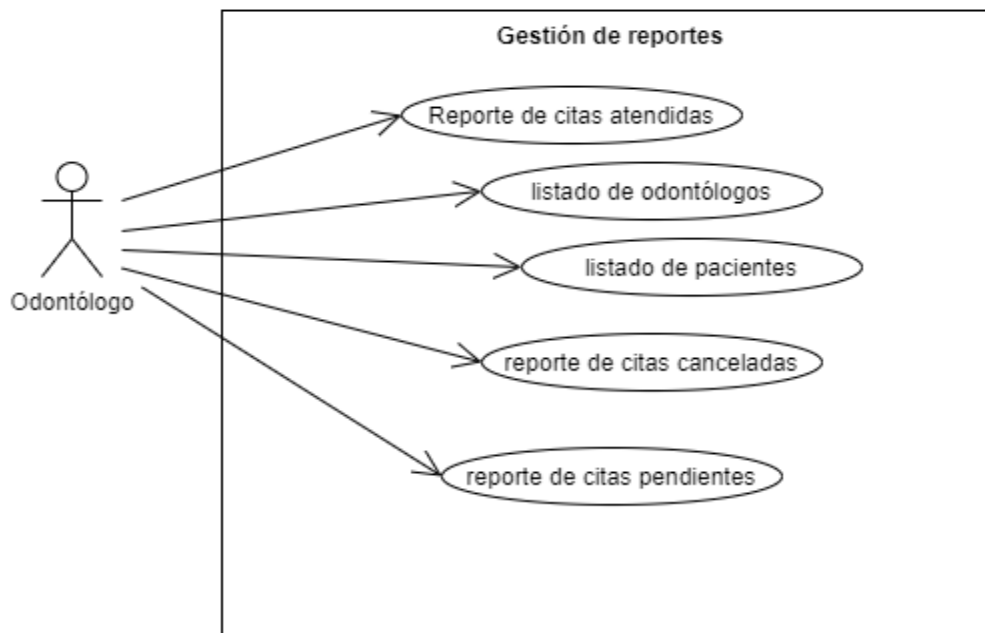 Gestión de reportes
Reporte de citas atendidas
listado de odontólogos
listado de pacientes
Odontólogo
reporte de citas canceladas
reporte de citas pendientes